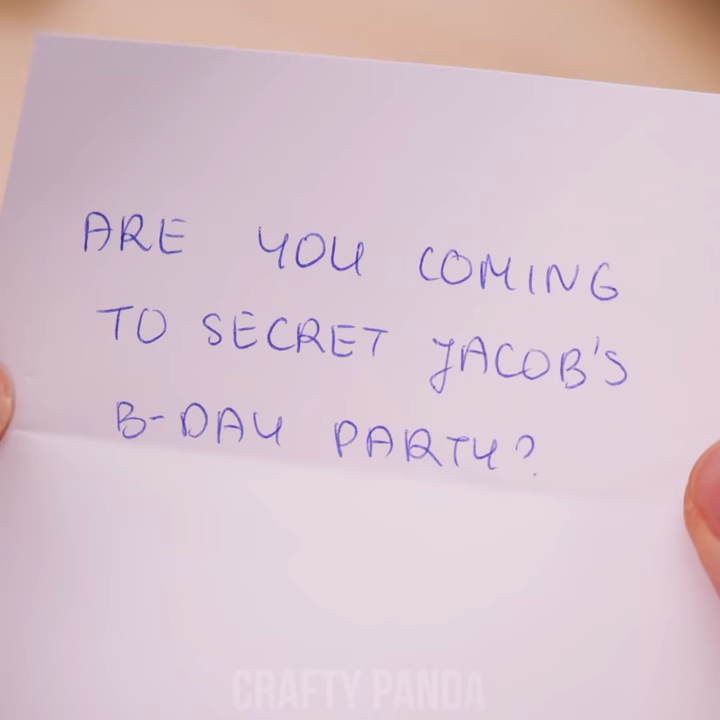 ARE YOU COMING
TO SECRET JACOB'S
B-DAY PARTY?
CRAFTY PANDA